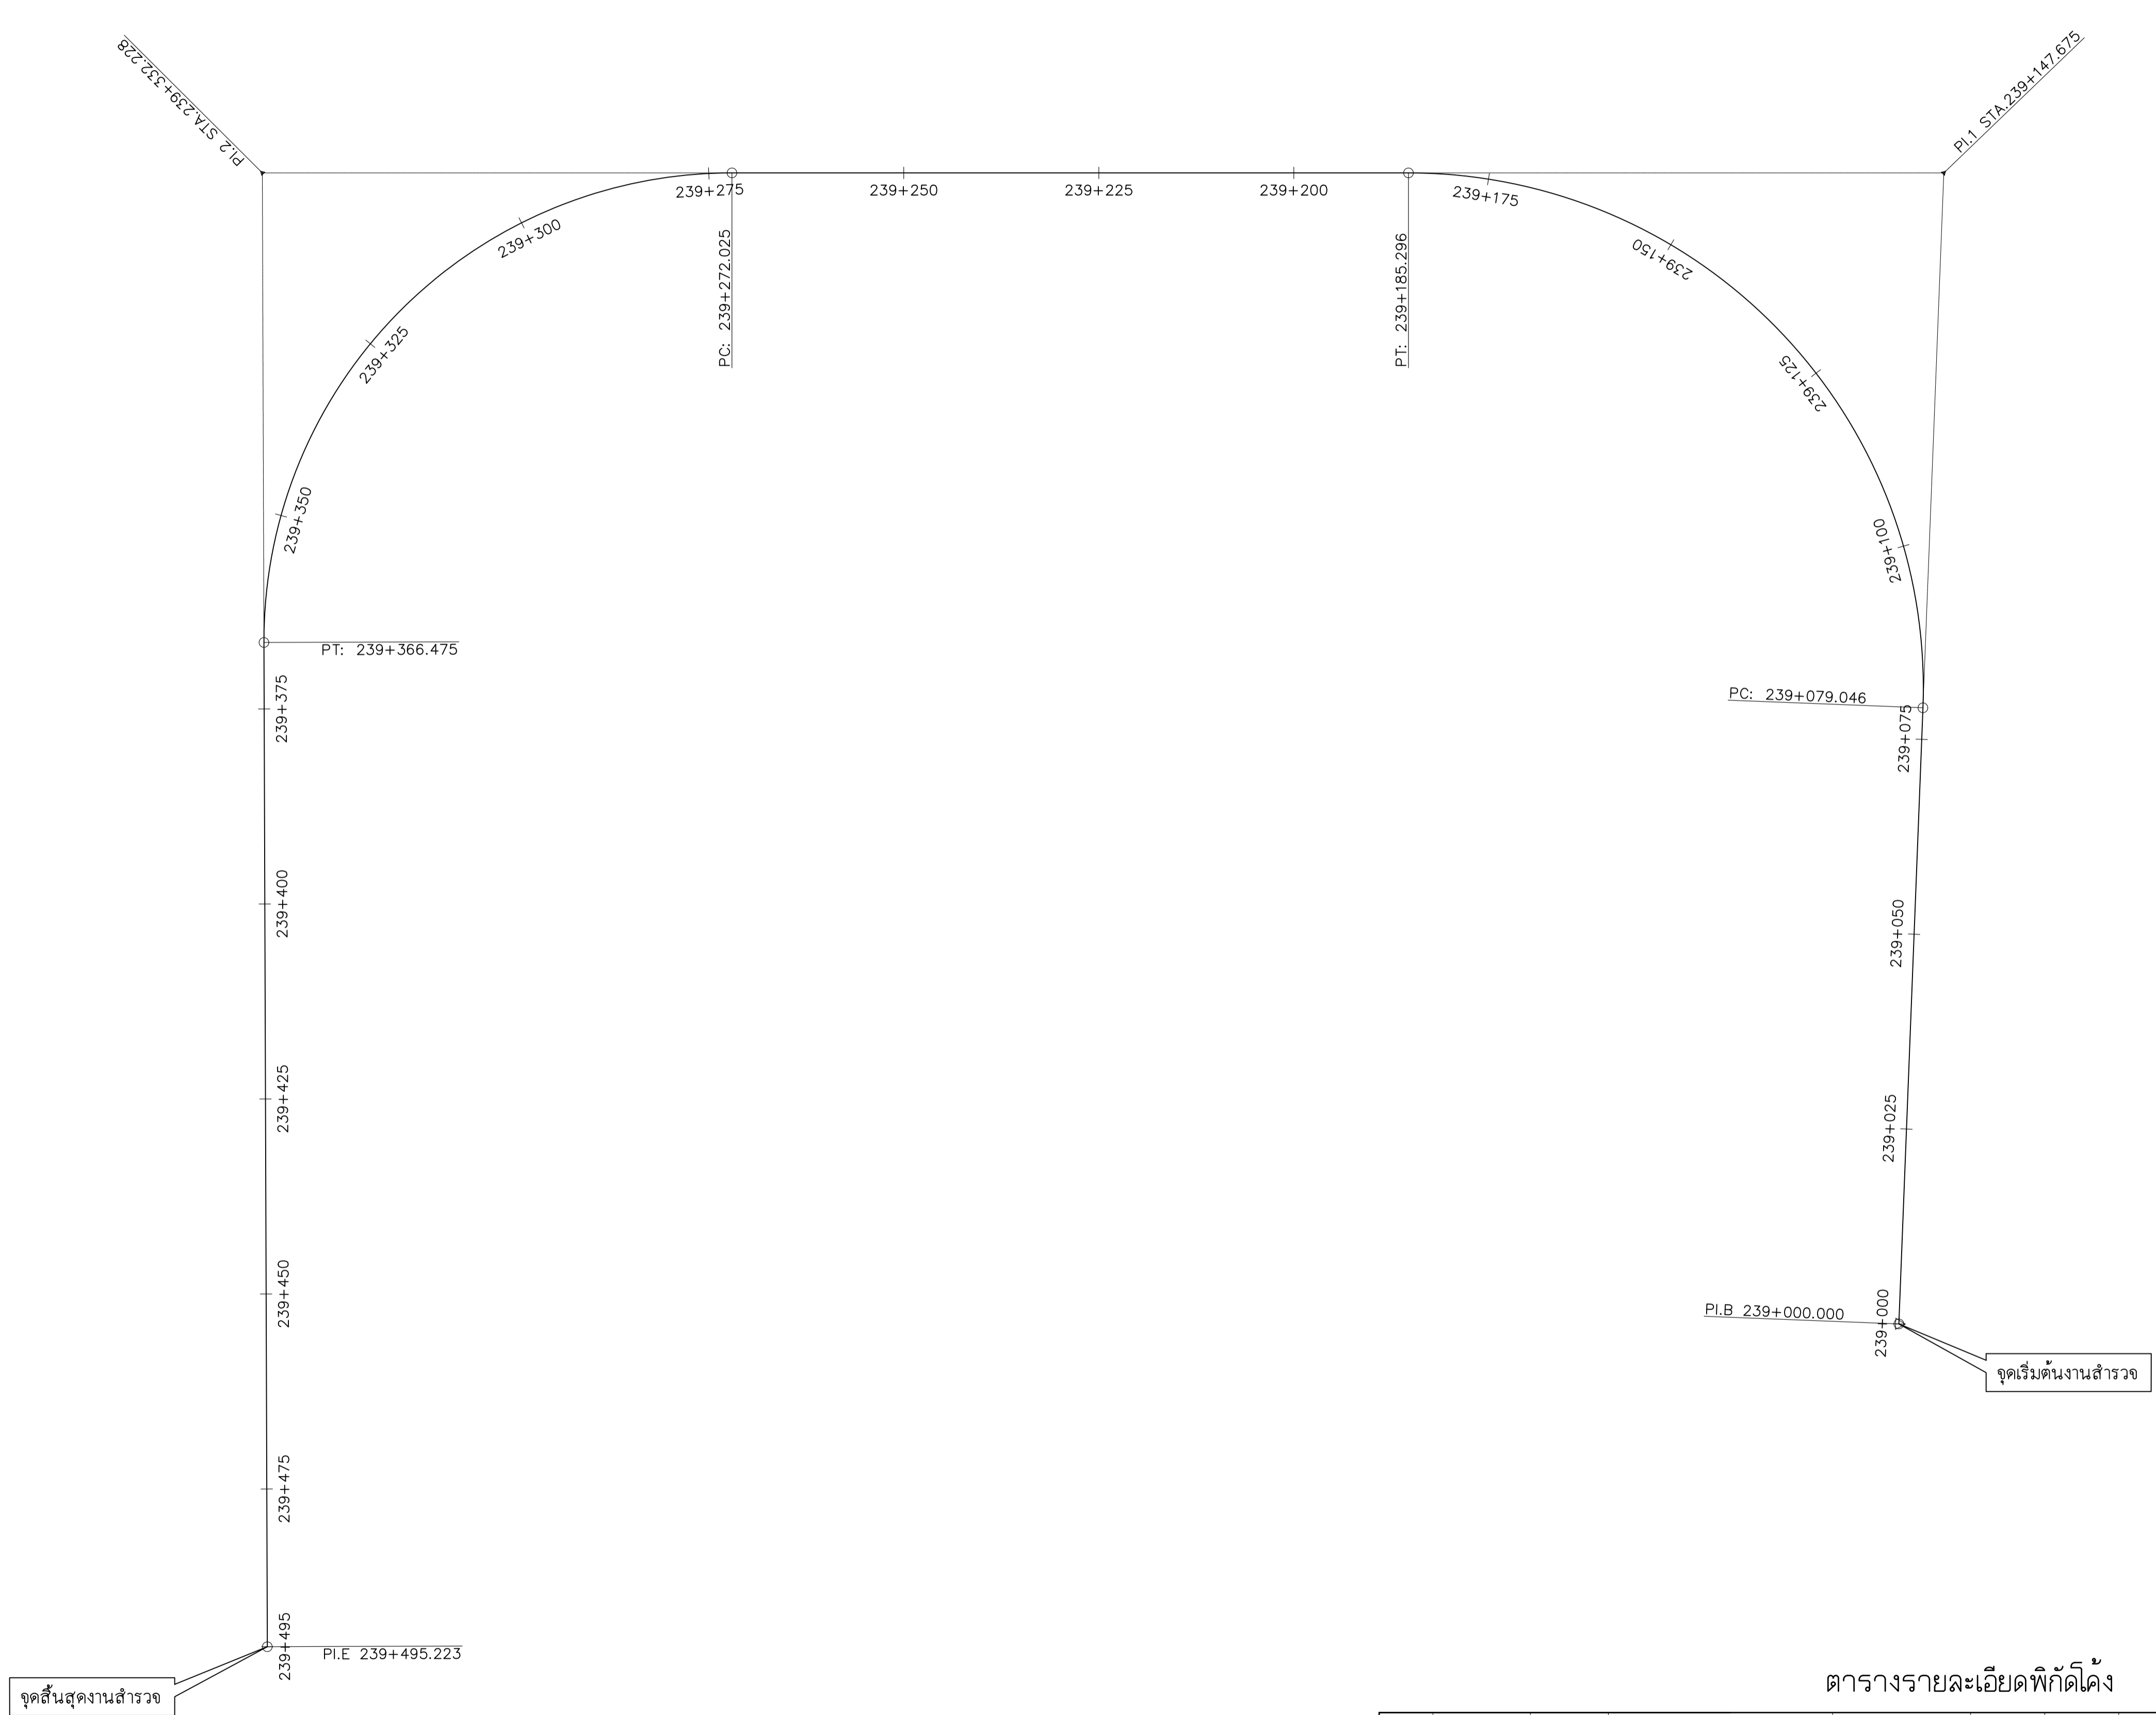 PI.2 STA.239+332.228
PI.1 STA.239+147.675
239+275
239+250
239+225
239+200
239+175
239+300
PC: 239+272.025
PT: 239+185.296
239+150
239+325
239+125
239+350
239+100
PT: 239+366.475
239+375
PC: 239+079.046
239+075
239+400
239+050
239+425
239+025
239+450
PI.B 239+000.000
239+000
จุดเริ่มต้นงานสำรวจ
239+475
239+495
PI.E 239+495.223
จุดสิ้นสุดงานสำรวจ
ตารางรายละเอียดพิกัดโค้ง